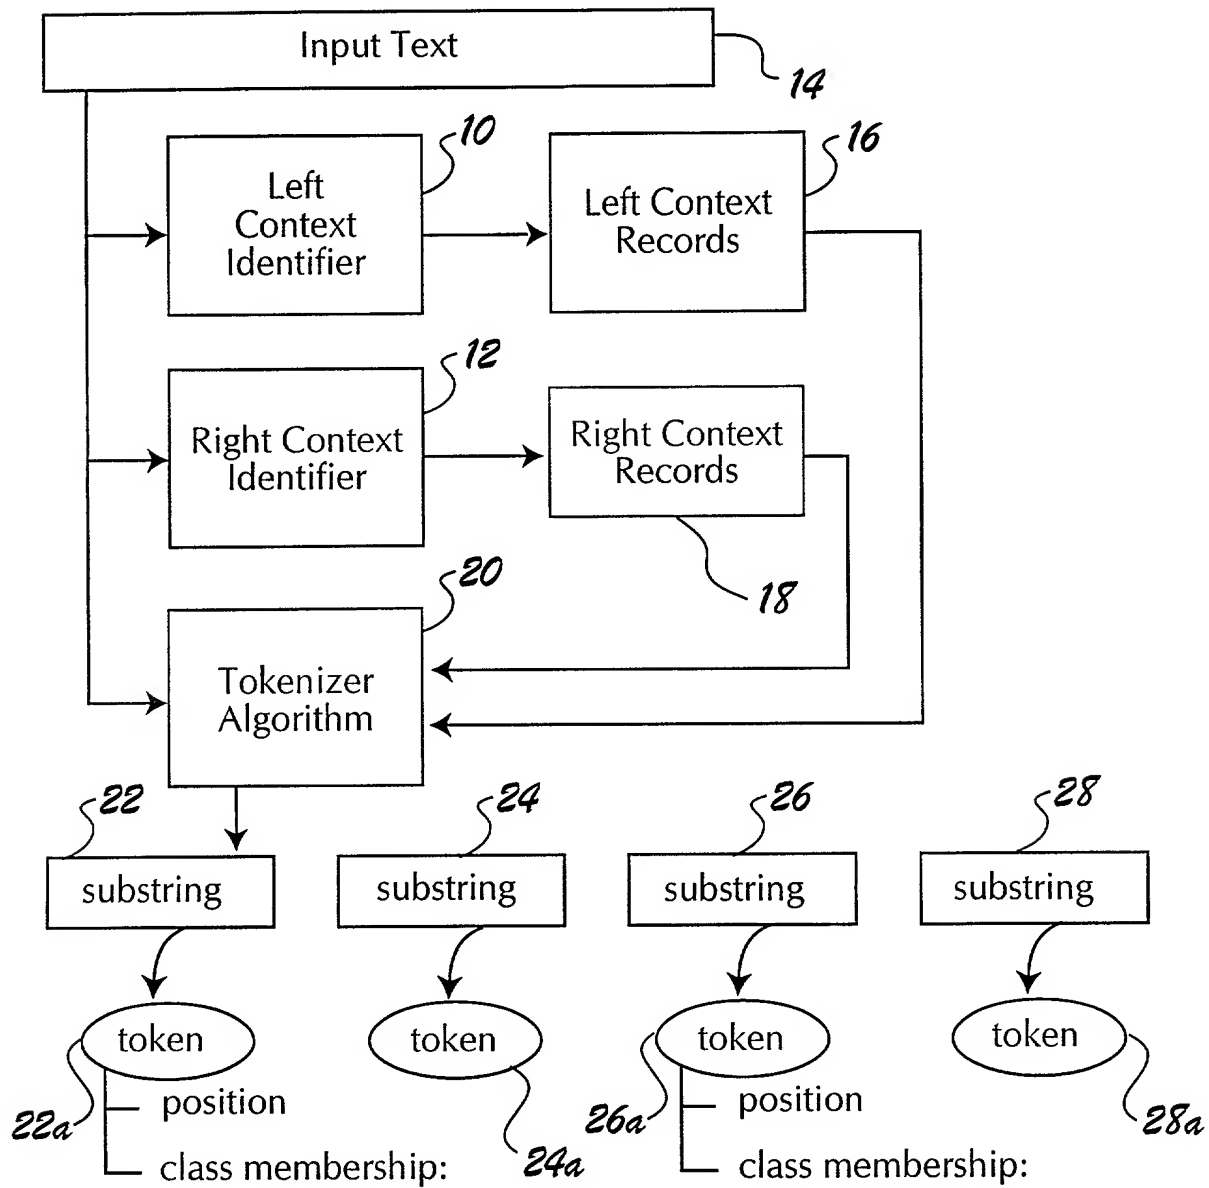 Input Text
14
10
16
Left
Context
Identifier
Left Context
Records
12
Right Context
Identifier
Right Context
Records
18
20
Tokenizer
Algorithm
22
24
26
28
substring
substring
substring
substring
token
token
token
token
22a
position
24a
26a
position
28a
class membership:
class membership: